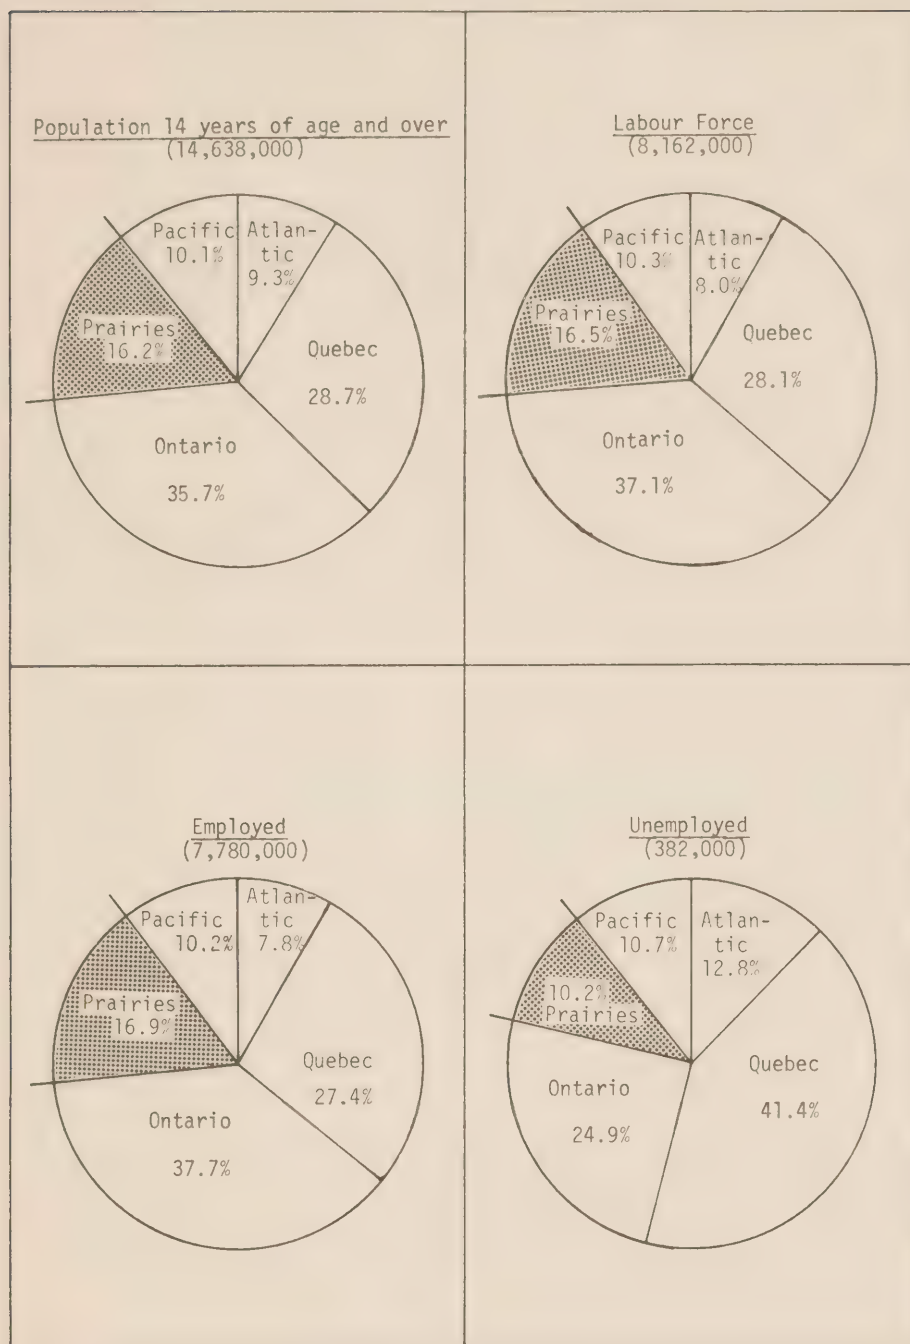 Population 14 years of age and over
(14,638,000)
Pacific
10.1%
Atlan-
tic
9.3%
Prairies
16.2%
Quebec
28.7%
Ontario
35.7%
Labour Force
(8,162,000)
Pacific
10.3%
Atlan-
tic
8.0%
Prairies
16.5%
Quebec
28.1%
Ontario
37.1%
Employed
(7,780,000)
Pacific
10.2%
Atlan-
tic
7.8%
Prairies
16.9%
Quebec
27.4%
Ontario
37.7%
Unemployed
(382,000)
Pacific
10.7%
Atlan-
tic
12.8%
10.2%
Prairies
Quebec
41.4%
Ontario
24.9%